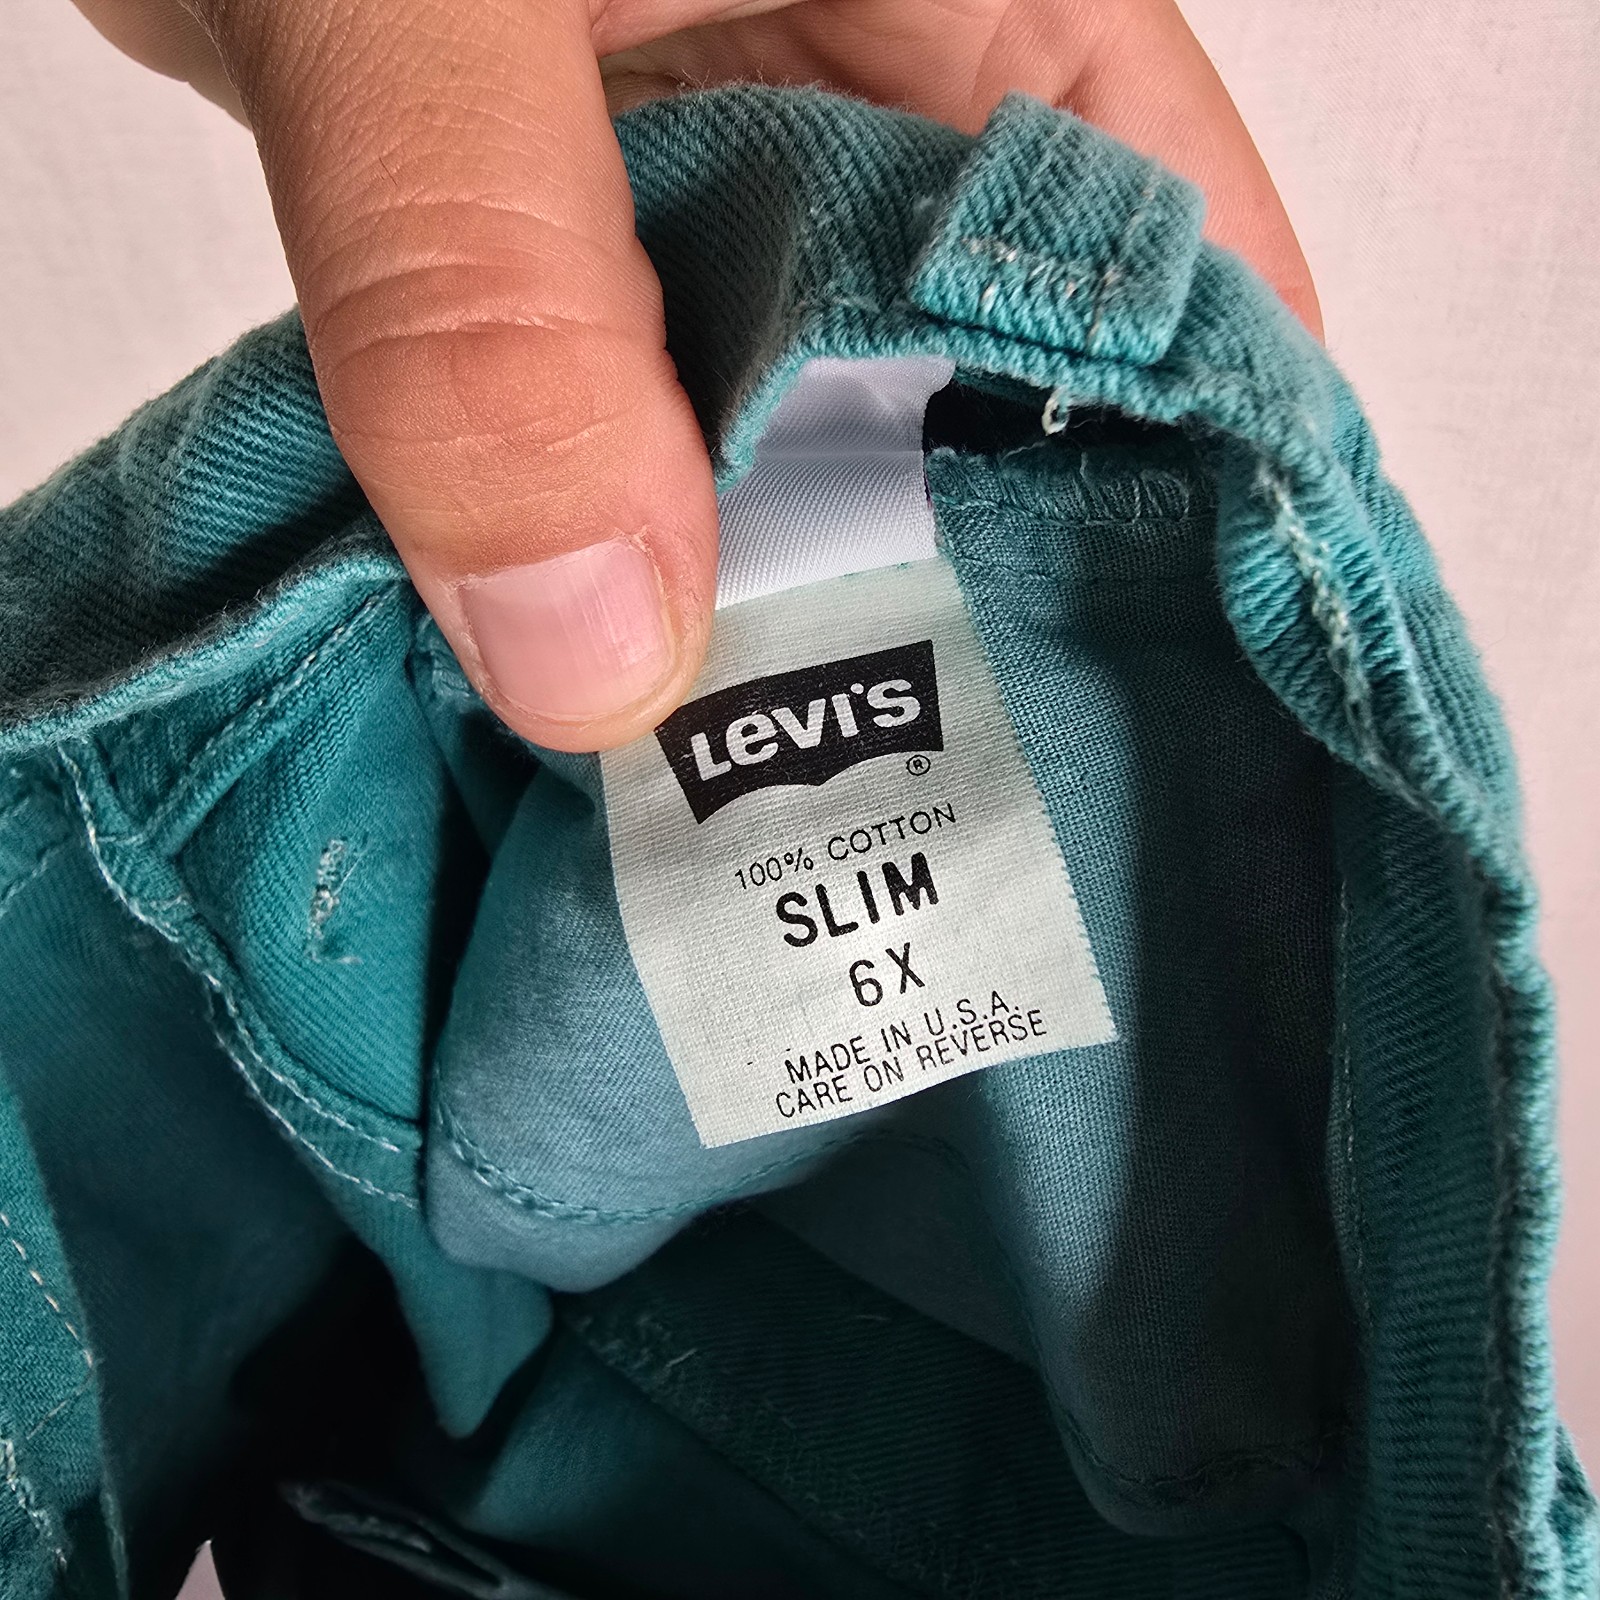 Levi's
®
100% COTTON
SLIM
6X
MADE IN U.S.A.
CARE ON REVERSE